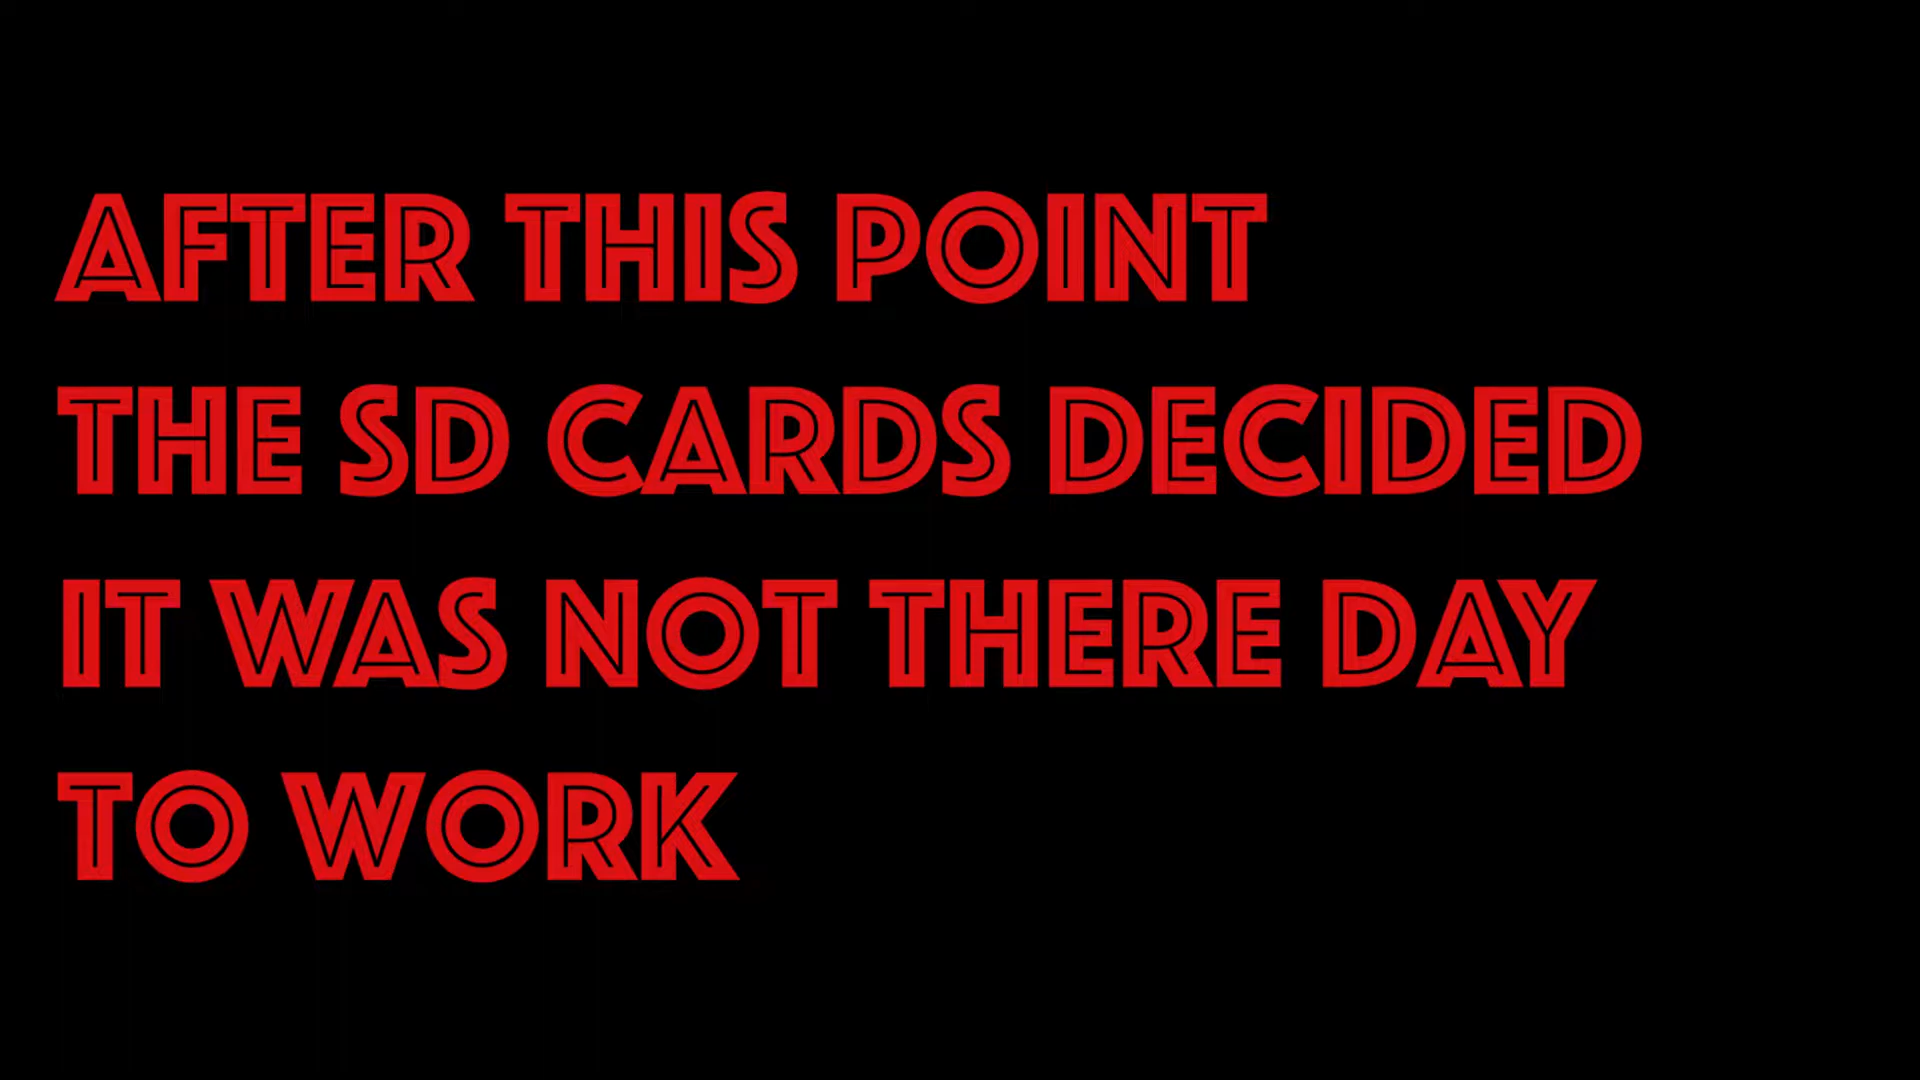 AFTER THIS POINT
THE SD CARDS DECIDED
IT WAS NOT THERE DAY
TO WORK